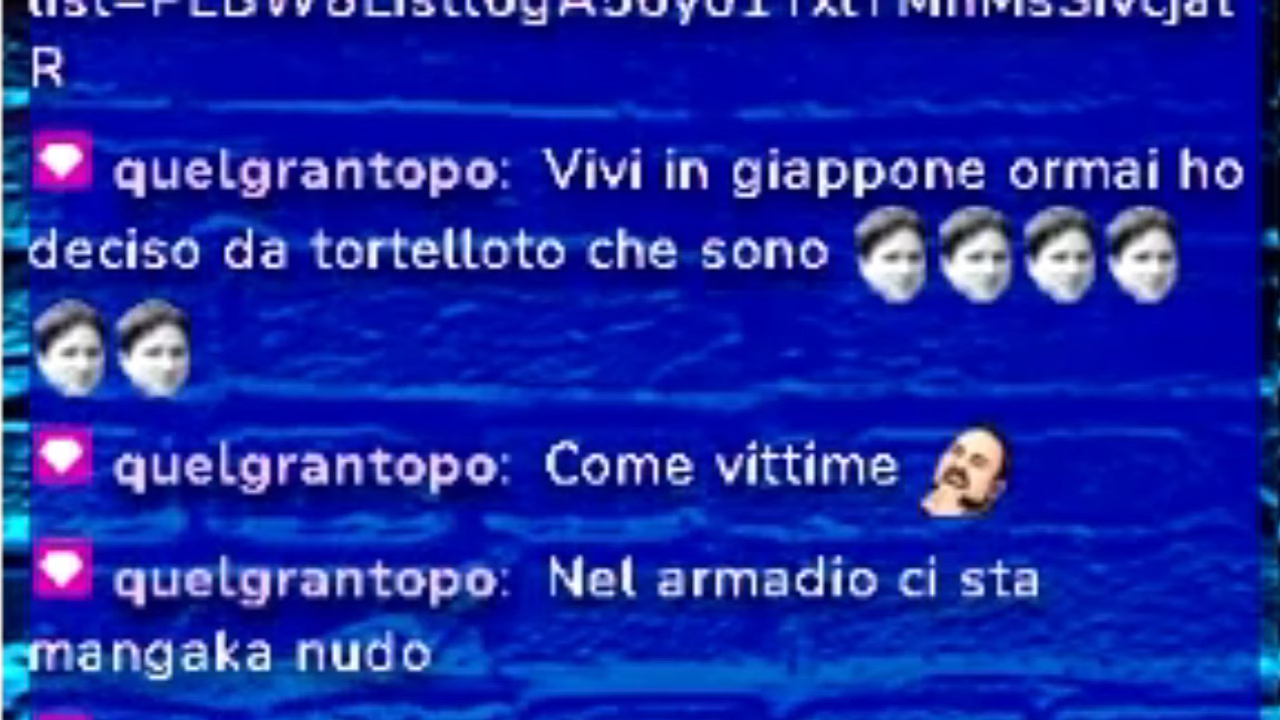 R
quelgrantopo: Vivi in giappone ormai ho
deciso da tortelloto che sono
quelgrantopo: Come vittime
quelgrantopo: Nel armadio ci sta
mangaka nudo